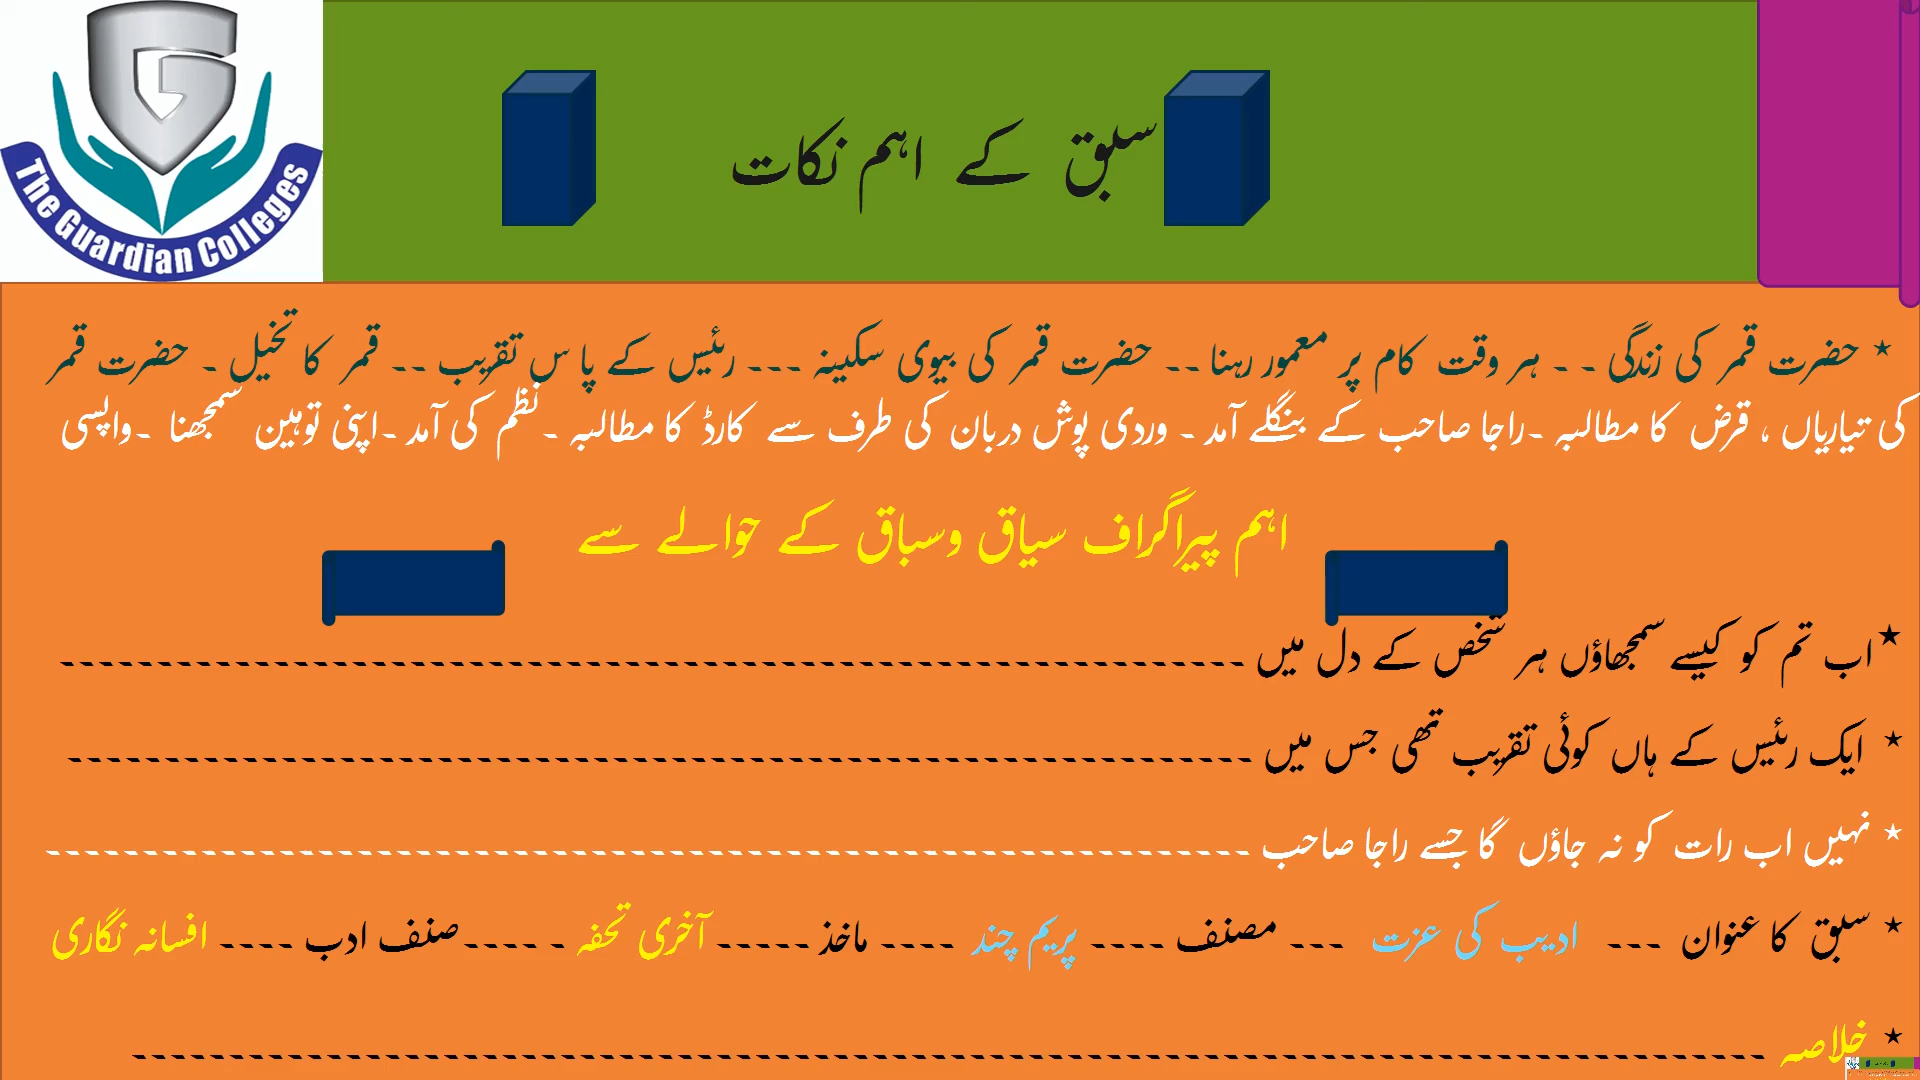 The Guardian Colleges
سبق کے اہم نکات
* حضرت قمر کی زندگی ۔ ۔ ہر وقت کام پر معمور رہنا ۔۔ حضرت قمر کی بیوی سکینہ ۔۔۔ رئیس کے پا س تقریب ۔۔ قمر کا تخیل ۔ حضرت قمر
کی تیاریاں ، قرض کا مطالبہ ۔راجا صاحب کے بنگلے آمد ۔ وردی پوش دربان کی طرف سے کارڈ کا مطالبہ ۔ نظم کی آمد ۔اپنی توہین سمجھنا ۔واپسی
اہم پیراگراف سیاق وسباق کے حوالے سے
*اب تم کو کیسے سمجھاؤں ہر شخص کے دل میں ۔۔۔۔۔۔۔۔۔۔۔۔۔۔۔۔۔۔۔۔۔۔۔۔۔۔۔۔۔۔۔۔۔۔۔۔۔۔۔۔۔۔۔۔۔۔۔۔۔۔۔۔۔۔۔
* ایک رئیس کے ہاں کوئی تقریب تھی جس میں ۔۔۔۔۔۔۔۔۔۔۔۔۔۔۔۔۔۔۔۔۔۔۔۔۔۔۔۔۔۔۔۔۔۔۔۔۔۔۔۔۔۔۔۔۔۔۔۔۔۔۔۔۔۔۔
* نہیں اب رات کو نہ جاؤں گا جسے راجا صاحب ۔۔۔۔۔۔۔۔۔۔۔۔۔۔۔۔۔۔۔۔۔۔۔۔۔۔۔۔۔۔۔۔۔۔۔۔۔۔۔۔۔۔۔۔۔۔۔۔۔۔۔۔۔۔۔
* سبق کا عنوان ۔۔۔ ادیب کی عزت ۔۔۔ مصنف ۔۔۔۔ پریم چند ۔۔۔۔ ماخذ ۔۔۔۔۔ آخری تحفہ ۔ ۔۔۔۔صنف ادب ۔۔۔۔ افسانہ نگاری
* خلاصہ ۔۔۔۔۔۔۔۔۔۔۔۔۔۔۔۔۔۔۔۔۔۔۔۔۔۔۔۔۔۔۔۔۔۔۔۔۔۔۔۔۔۔۔۔۔۔۔۔۔۔۔۔۔۔۔۔۔۔۔۔۔۔۔۔۔۔۔۔۔۔۔۔۔۔۔